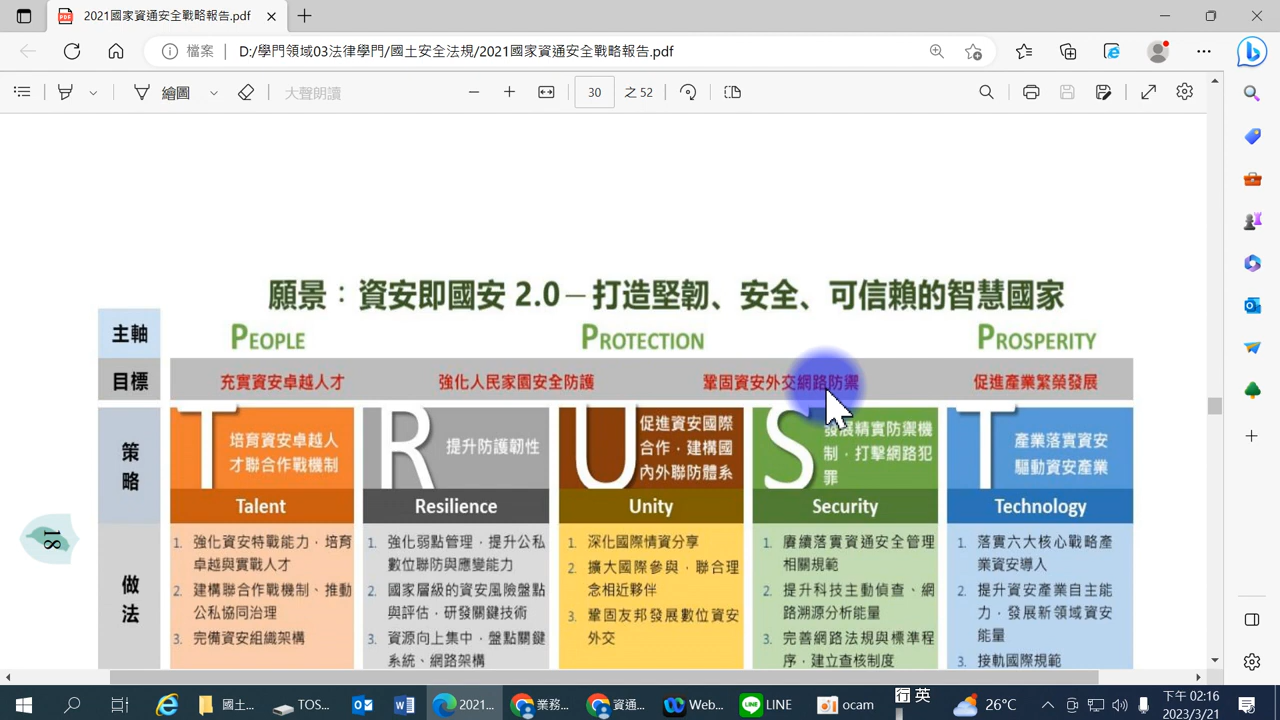 2021國家資通安全戰略報告.pdf
檔案
D:/學門領域03法律學門/國土安全法規/2021國家資通安全戰略報告.pdf
繪圖
大聲朗讀
30
之 52
願景：資安即國安 2.0－打造堅韌、安全、可信賴的智慧國家
主軸
PEOPLE
PROTECTION
PROSPERITY
目標
充實資安卓越人才
強化人民家園安全防護
鞏固資安外交網路防禦
促進產業繁榮發展
策
略
T
培育資安卓越人
才聯合作戰機制
Talent
R
提升防護韌性
Resilience
U
促進資安國際
合作，建構國
內外聯防體系
Unity
S
發展精實防禦機
制，打擊網路犯
罪
Security
T
產業落實資安
驅動資安產業
Technology
做
法
1. 強化資安特戰能力，培育
卓越與實戰人才
2. 建構聯合作戰機制、推動
公私協同治理
3. 完備資安組織架構
1. 強化弱點管理，提升公私
數位聯防與應變能力
2. 國家層級的資安風險盤點
與評估，研發關鍵技術
3. 資源向上集中，盤點關鍵
系統、網路架構
1. 深化國際情資分享
2. 擴大國際參與，聯合理
念相近夥伴
3. 鞏固友邦發展數位資安
外交
1. 賡續落實資通安全管理
相關規範
2. 提升科技主動偵查、網
路溯源分析能量
3. 完善網路法規與標準程
序，建立查核制度
1. 落實六大核心戰略產
業資安導入
2. 提升資安產業自主能
力，發展新領域資安
能量
3. 接軌國際規範
18
國土...
TOS...
2021...
業務...
資通...
Web...
LINE
ocam
行 英
26°C
下午 02:16
2023/3/21